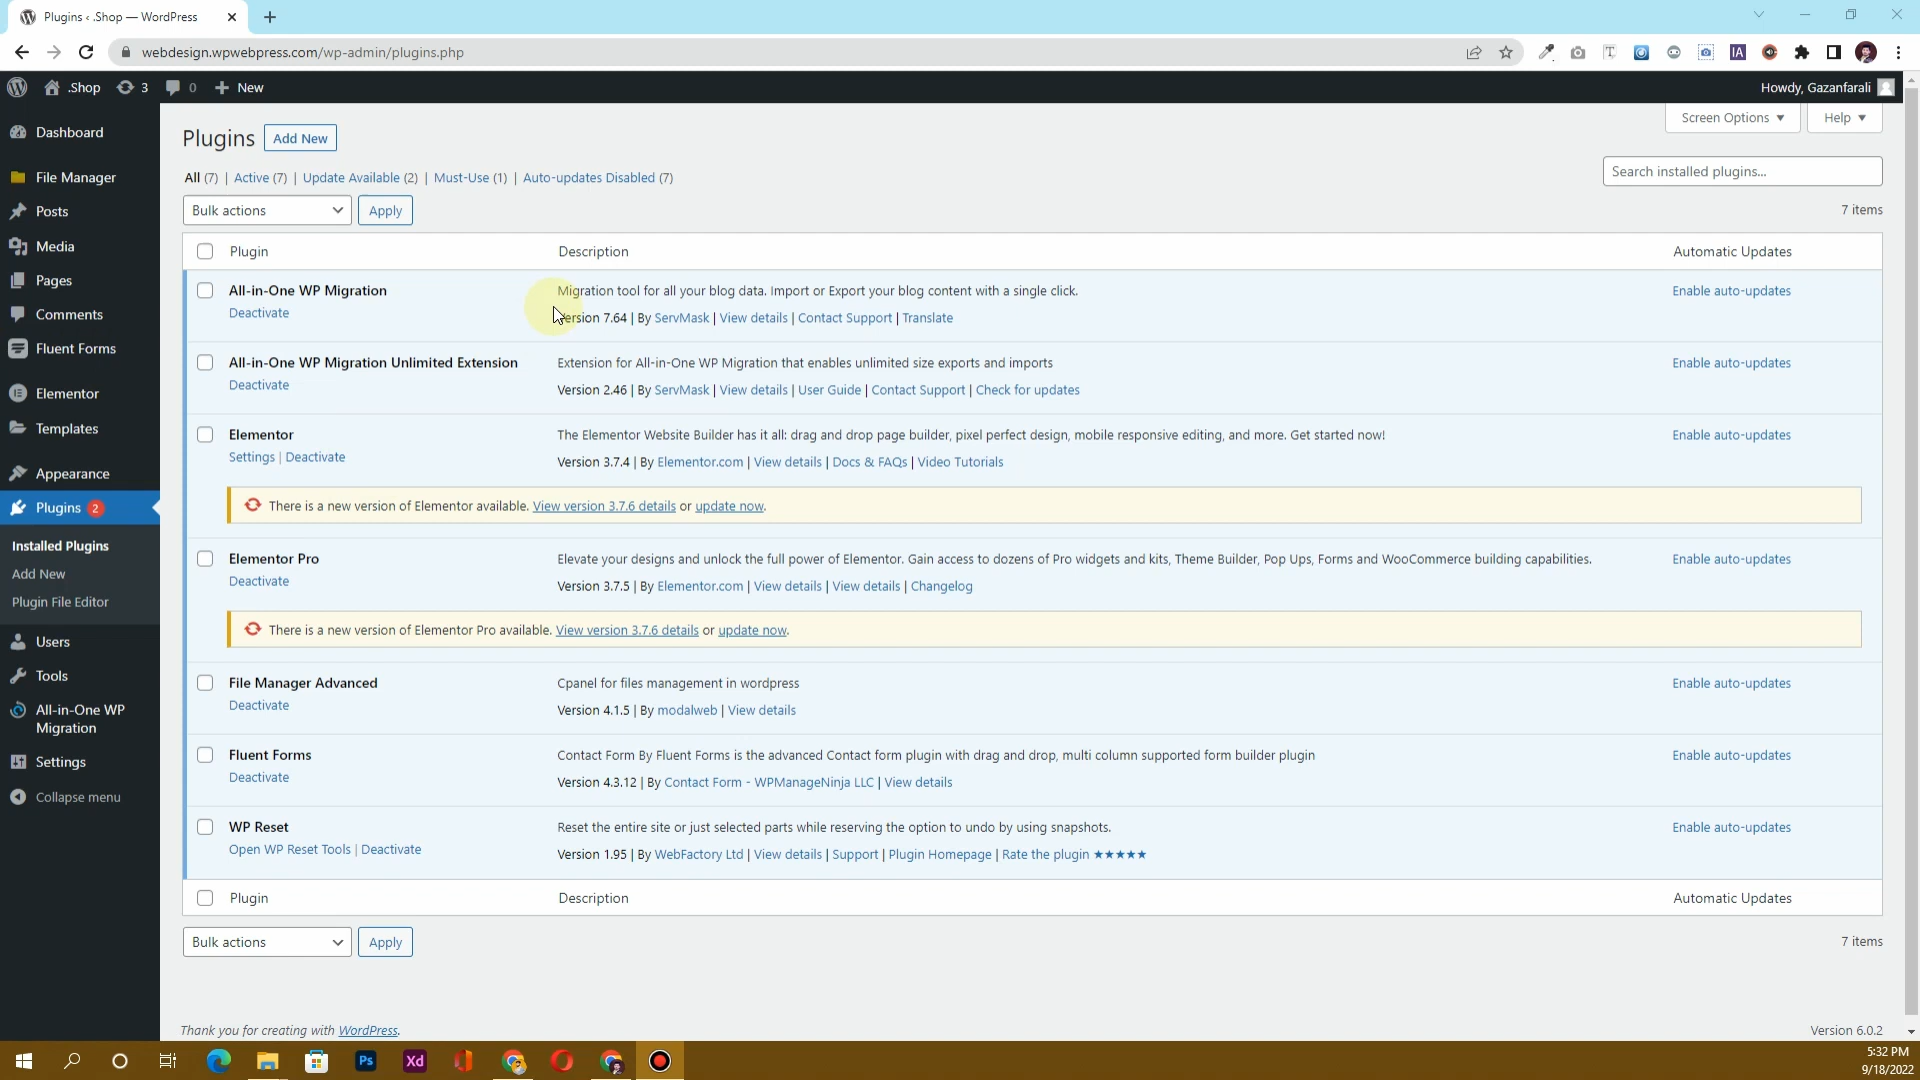 Plugins ‹ .Shop — WordPress
webdesign.wpwebpress.com/wp-admin/plugins.php
.Shop 3 0 New
Howdy, Gazanfarali
Screen Options Help
Dashboard
File Manager
Posts
Media
Pages
Comments
Fluent Forms
Elementor
Templates
Appearance
Plugins 2
Installed Plugins
Add New
Plugin File Editor
Users
Tools
All-in-One WP
Migration
Settings
Collapse menu
Plugins Add New
All (7) | Active (7) | Update Available (2) | Must-Use (1) | Auto-updates Disabled (7)
Search installed plugins...
Bulk actions Apply
7 items
Plugin Description Automatic Updates
All-in-One WP Migration
Deactivate
Migration tool for all your blog data. Import or Export your blog content with a single click.
Version 7.64 | By ServMask | View details | Contact Support | Translate
Enable auto-updates
All-in-One WP Migration Unlimited Extension
Deactivate
Extension for All-in-One WP Migration that enables unlimited size exports and imports
Version 2.46 | By ServMask | View details | User Guide | Contact Support | Check for updates
Enable auto-updates
Elementor
Settings | Deactivate
The Elementor Website Builder has it all: drag and drop page builder, pixel perfect design, mobile responsive editing, and more. Get started now!
Version 3.7.4 | By Elementor.com | View details | Docs & FAQs | Video Tutorials
Enable auto-updates
There is a new version of Elementor available. View version 3.7.6 details or update now.
Elementor Pro
Deactivate
Elevate your designs and unlock the full power of Elementor. Gain access to dozens of Pro widgets and kits, Theme Builder, Pop Ups, Forms and WooCommerce building capabilities.
Version 3.7.5 | By Elementor.com | View details | View details | Changelog
Enable auto-updates
There is a new version of Elementor Pro available. View version 3.7.6 details or update now.
File Manager Advanced
Deactivate
Cpanel for files management in wordpress
Version 4.1.5 | By modalweb | View details
Enable auto-updates
Fluent Forms
Deactivate
Contact Form By Fluent Forms is the advanced Contact form plugin with drag and drop, multi column supported form builder plugin
Version 4.3.12 | By Contact Form - WPManageNinja LLC | View details
Enable auto-updates
WP Reset
Open WP Reset Tools | Deactivate
Reset the entire site or just selected parts while reserving the option to undo by using snapshots.
Version 1.95 | By WebFactory Ltd | View details | Support | Plugin Homepage | Rate the plugin ★★★★★
Enable auto-updates
Plugin Description Automatic Updates
Bulk actions Apply
7 items
Thank you for creating with WordPress.
Version 6.0.2
Ps Xd
5:32 PM
9/18/2022